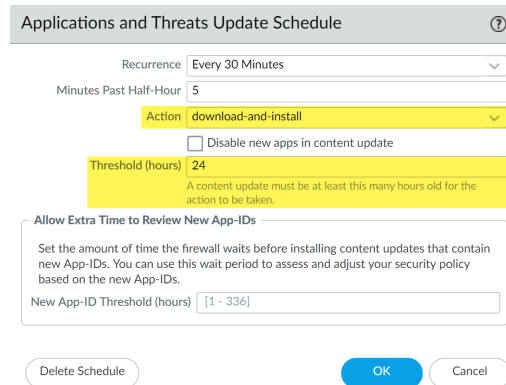 Applications and Threats Update Schedule ?
Recurrence Every 30 Minutes
Minutes Past Half-Hour 5
Action download-and-install
Disable new apps in content update
Threshold (hours) 24
A content update must be at least this many hours old for the
action to be taken.
Allow Extra Time to Review New App-IDs
Set the amount of time the firewall waits before installing content updates that contain
new App-IDs. You can use this wait period to assess and adjust your security policy
based on the new App-IDs.
New App-ID Threshold (hours) [1 - 336]
Delete Schedule OK Cancel